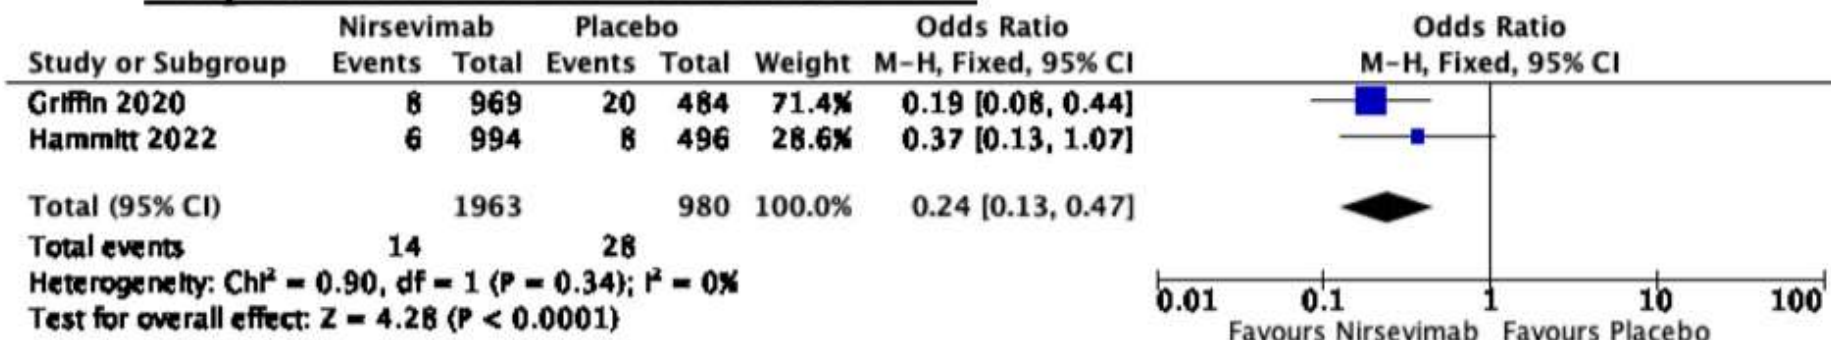 Nirsevimab Placebo Odds Ratio Odds Ratio
Study or Subgroup Events Total Events Total Weight M-H, Fixed, 95% CI M-H, Fixed, 95% CI
Griffin 2020 8 969 20 484 71.4% 0.19 [0.08, 0.44]
Hammitt 2022 6 994 8 496 28.6% 0.37 [0.13, 1.07]
Total (95% CI) 1963 980 100.0% 0.24 [0.13, 0.47]
Total events 14 28
Heterogeneity: Chi² = 0.90, df = 1 (P = 0.34); I² = 0%
Test for overall effect: Z = 4.28 (P < 0.0001)
0.01 0.1 1 10 100
Favours Nirsevimab Favours Placebo